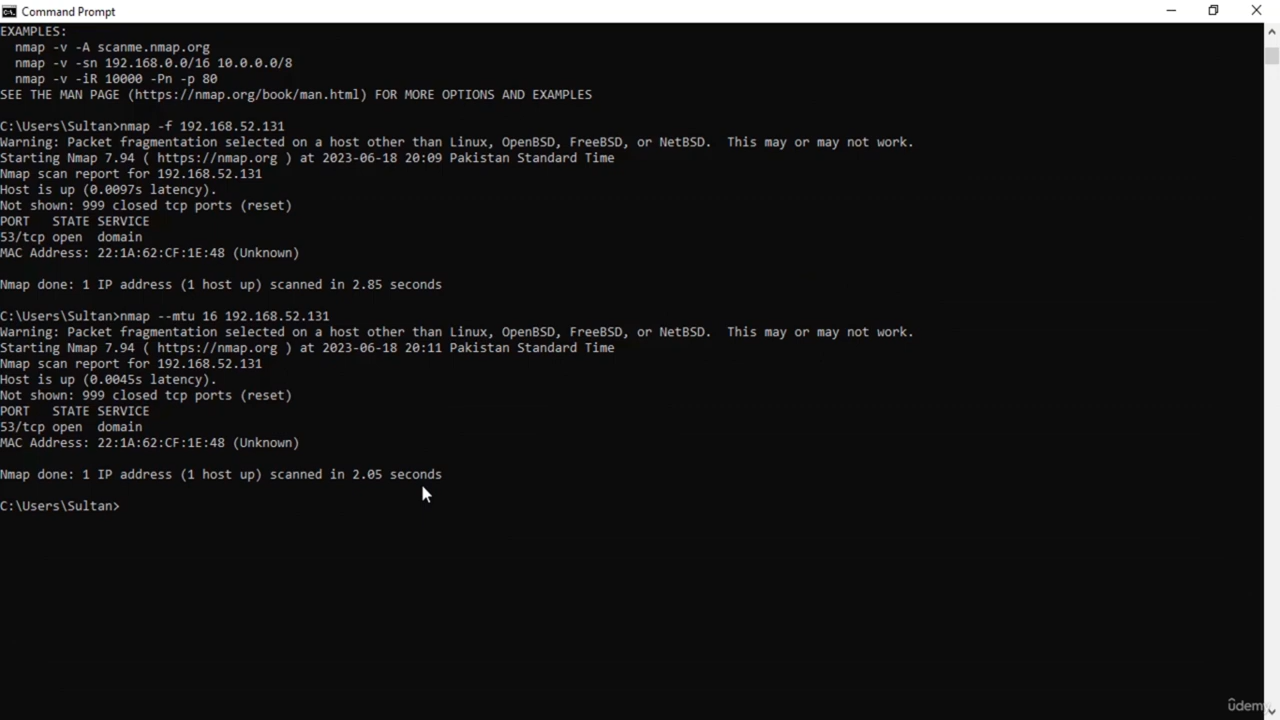 Command Prompt
EXAMPLES:
  nmap -v -A scanme.nmap.org
  nmap -v -sn 192.168.0.0/16 10.0.0.0/8
  nmap -v -iR 10000 -Pn -p 80
SEE THE MAN PAGE (https://nmap.org/book/man.html) FOR MORE OPTIONS AND EXAMPLES

C:\Users\Sultan>nmap -f 192.168.52.131
Warning: Packet fragmentation selected on a host other than Linux, OpenBSD, FreeBSD, or NetBSD.  This may or may not work.
Starting Nmap 7.94 ( https://nmap.org ) at 2023-06-18 20:09 Pakistan Standard Time
Nmap scan report for 192.168.52.131
Host is up (0.0097s latency).
Not shown: 999 closed tcp ports (reset)
PORT   STATE SERVICE
53/tcp open  domain
MAC Address: 22:1A:62:CF:1E:48 (Unknown)

Nmap done: 1 IP address (1 host up) scanned in 2.85 seconds

C:\Users\Sultan>nmap --mtu 16 192.168.52.131
Warning: Packet fragmentation selected on a host other than Linux, OpenBSD, FreeBSD, or NetBSD.  This may or may not work.
Starting Nmap 7.94 ( https://nmap.org ) at 2023-06-18 20:11 Pakistan Standard Time
Nmap scan report for 192.168.52.131
Host is up (0.0045s latency).
Not shown: 999 closed tcp ports (reset)
PORT   STATE SERVICE
53/tcp open  domain
MAC Address: 22:1A:62:CF:1E:48 (Unknown)

Nmap done: 1 IP address (1 host up) scanned in 2.05 seconds

C:\Users\Sultan>
ûdemy